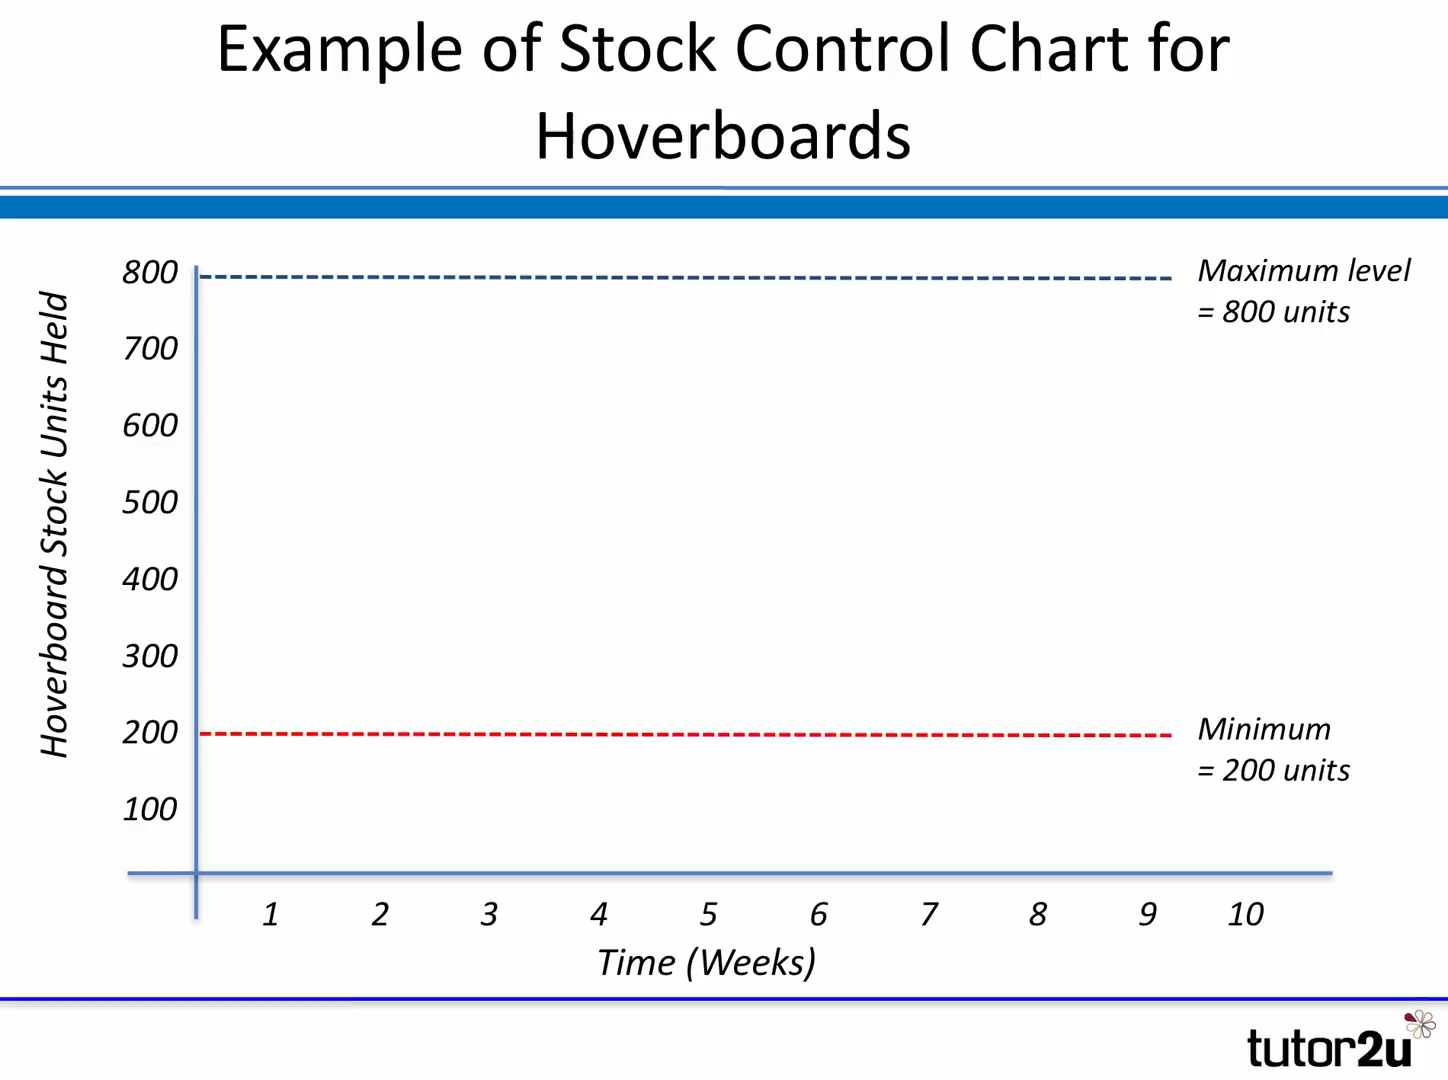 Example of Stock Control Chart for
Hoverboards
Hoverboard Stock Units Held
800
700
600
500
400
300
200
100
Maximum level
= 800 units
Minimum
= 200 units
1 2 3 4 5 6 7 8 9 10
Time (Weeks)
tutor2u